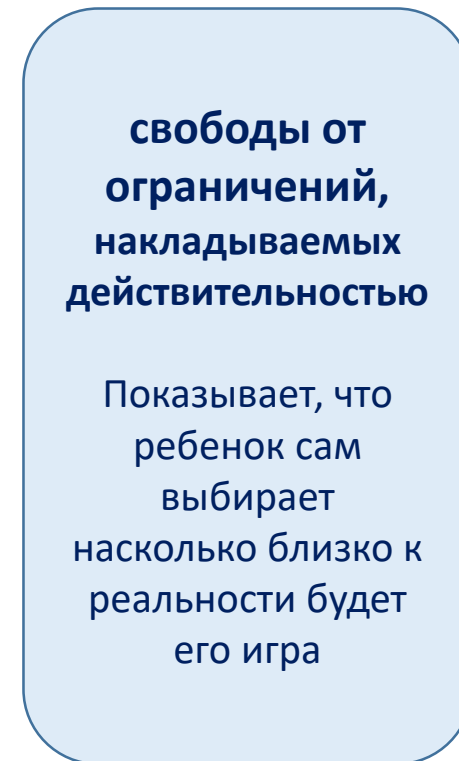 свободы от
ограничений,
накладываемых
действительностью
Показывает, что
ребенок сам
выбирает
насколько близко к
реальности будет
его игра